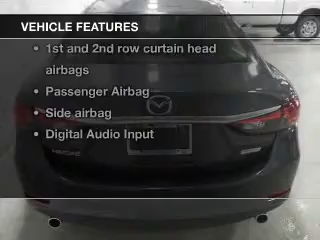 VEHICLE FEATURES
• 1st and 2nd row curtain head
airbags
• Passenger Airbag
• Side airbag
• Digital Audio Input